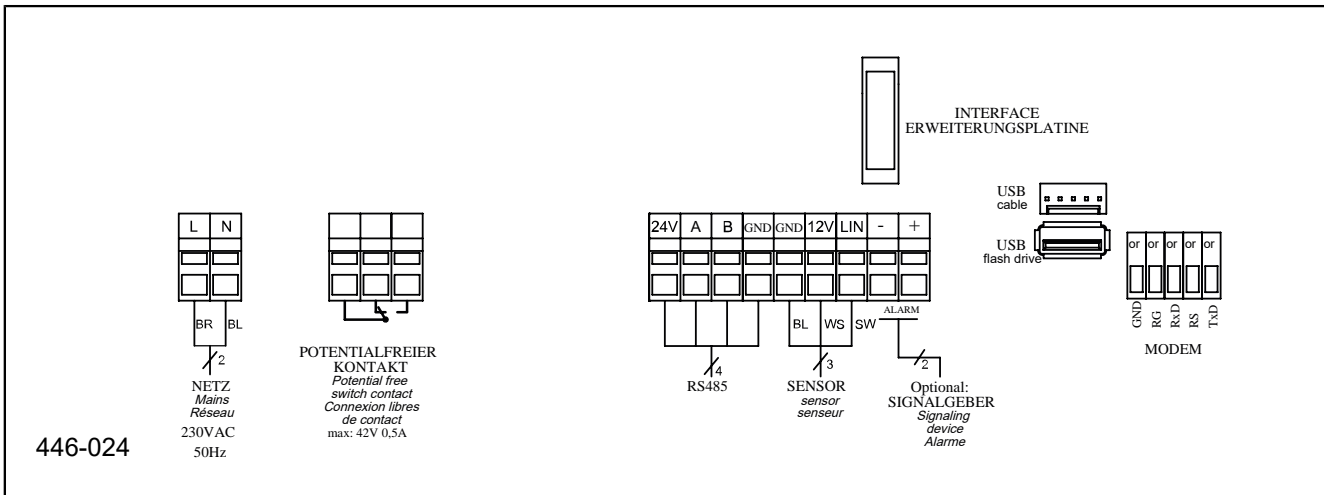 INTERFACE
ERWEITERUNGSPLATINE
USB
cable
USB
flash drive
L N
24V A B GND GND 12V LIN - +
or or or or or
GND RG RxD RS TxD
MODEM
BR BL
2
NETZ
Mains
Réseau
230VAC
50Hz
POTENTIALFREIER
KONTAKT
Potential free
switch contact
Connexion libres
de contact
max: 42V 0,5A
4
RS485
BL WS SW
3
SENSOR
sensor
senseur
ALARM
2
Optional:
SIGNALGEBER
Signaling
device
Alarme
446-024